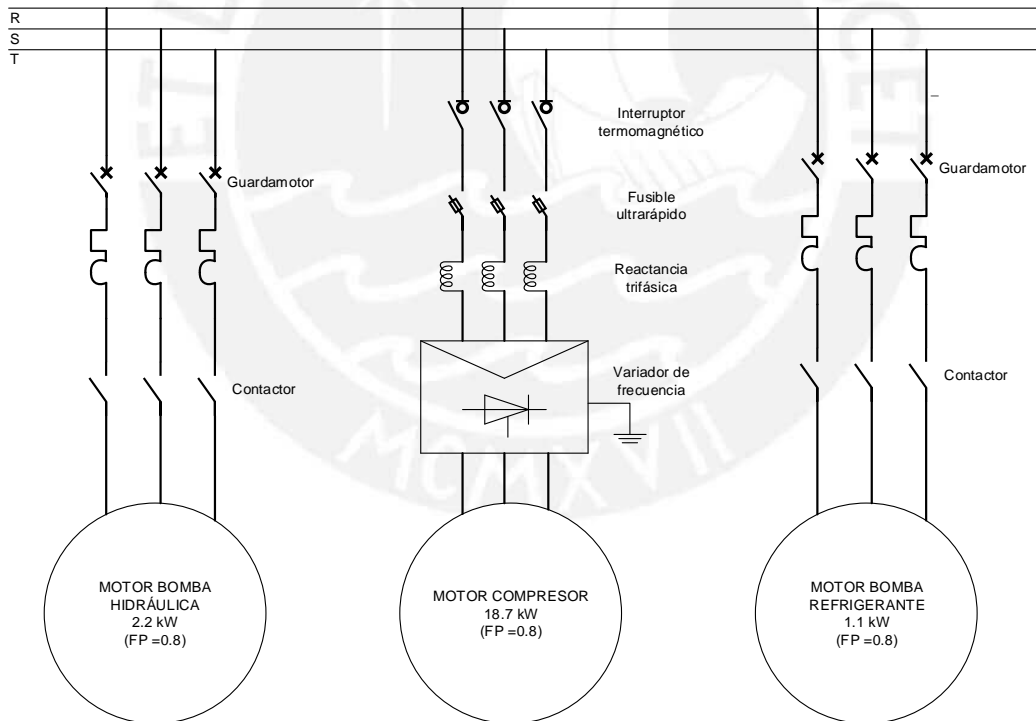 R
S
T
Interruptor
termomagnético
Guardamotor
Fusible
ultrarápido
Guardamotor
Reactancia
trifásica
Variador de
frecuencia
Contactor
Contactor
MOTOR BOMBA
HIDRÁULICA
2.2 kW
(FP =0.8)
MOTOR COMPRESOR
18.7 kW
(FP =0.8)
MOTOR BOMBA
REFRIGERANTE
1.1 kW
(FP =0.8)
MCMXVII